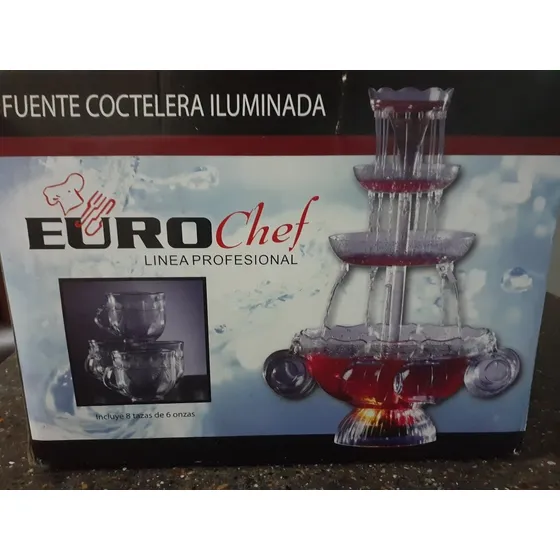 FUENTE COCTELERA ILUMINADA
EURO Chef
LINEA PROFESIONAL
Incluye 8 tazas de 6 onzas